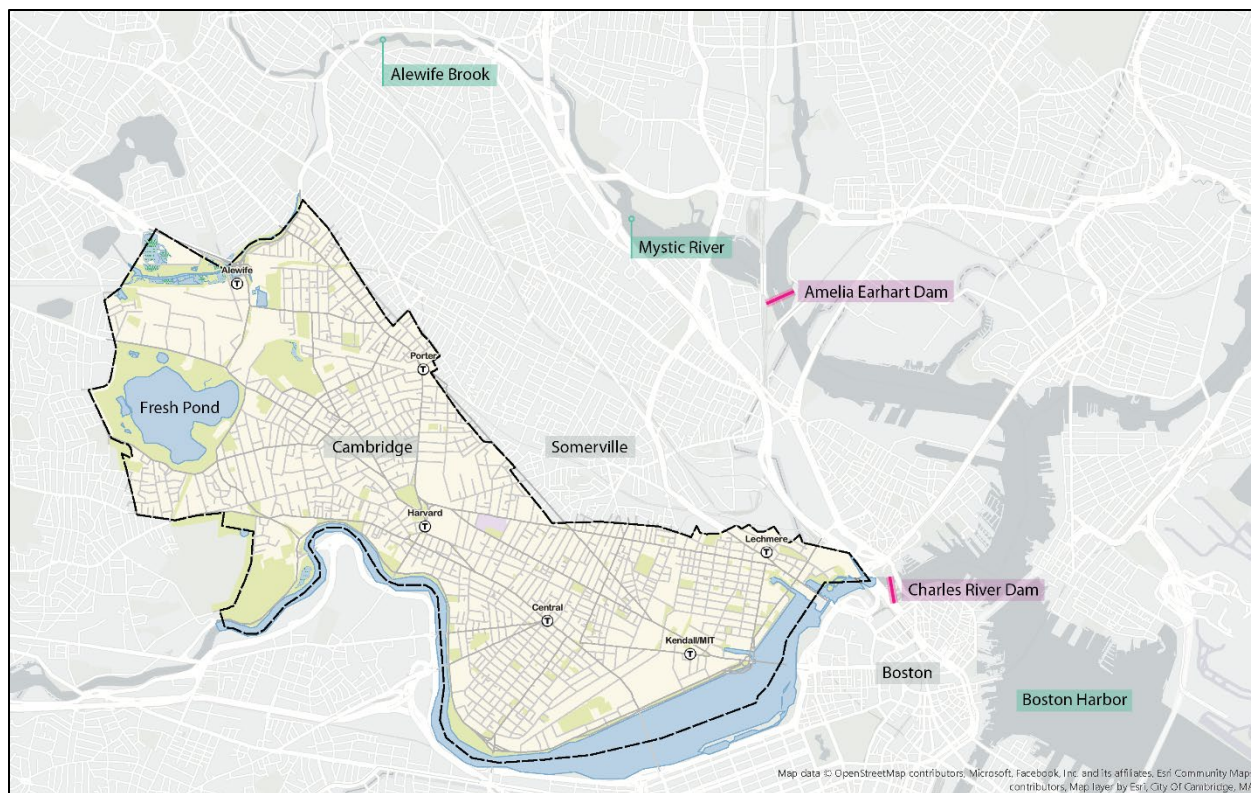 Alewife Brook
Mystic River
Alewife
T
Amelia Earhart Dam
Porter
T
Fresh Pond
Cambridge
Somerville
Harvard
T
Lechmere
T
Charles River Dam
Central
T
Kendall/MIT
T
Boston
Boston Harbor
Map data © OpenStreetMap contributors, Microsoft, Facebook, Inc. and its affiliates, Esri Community Maps
contributors, Map layer by Esri, City Of Cambridge, MA